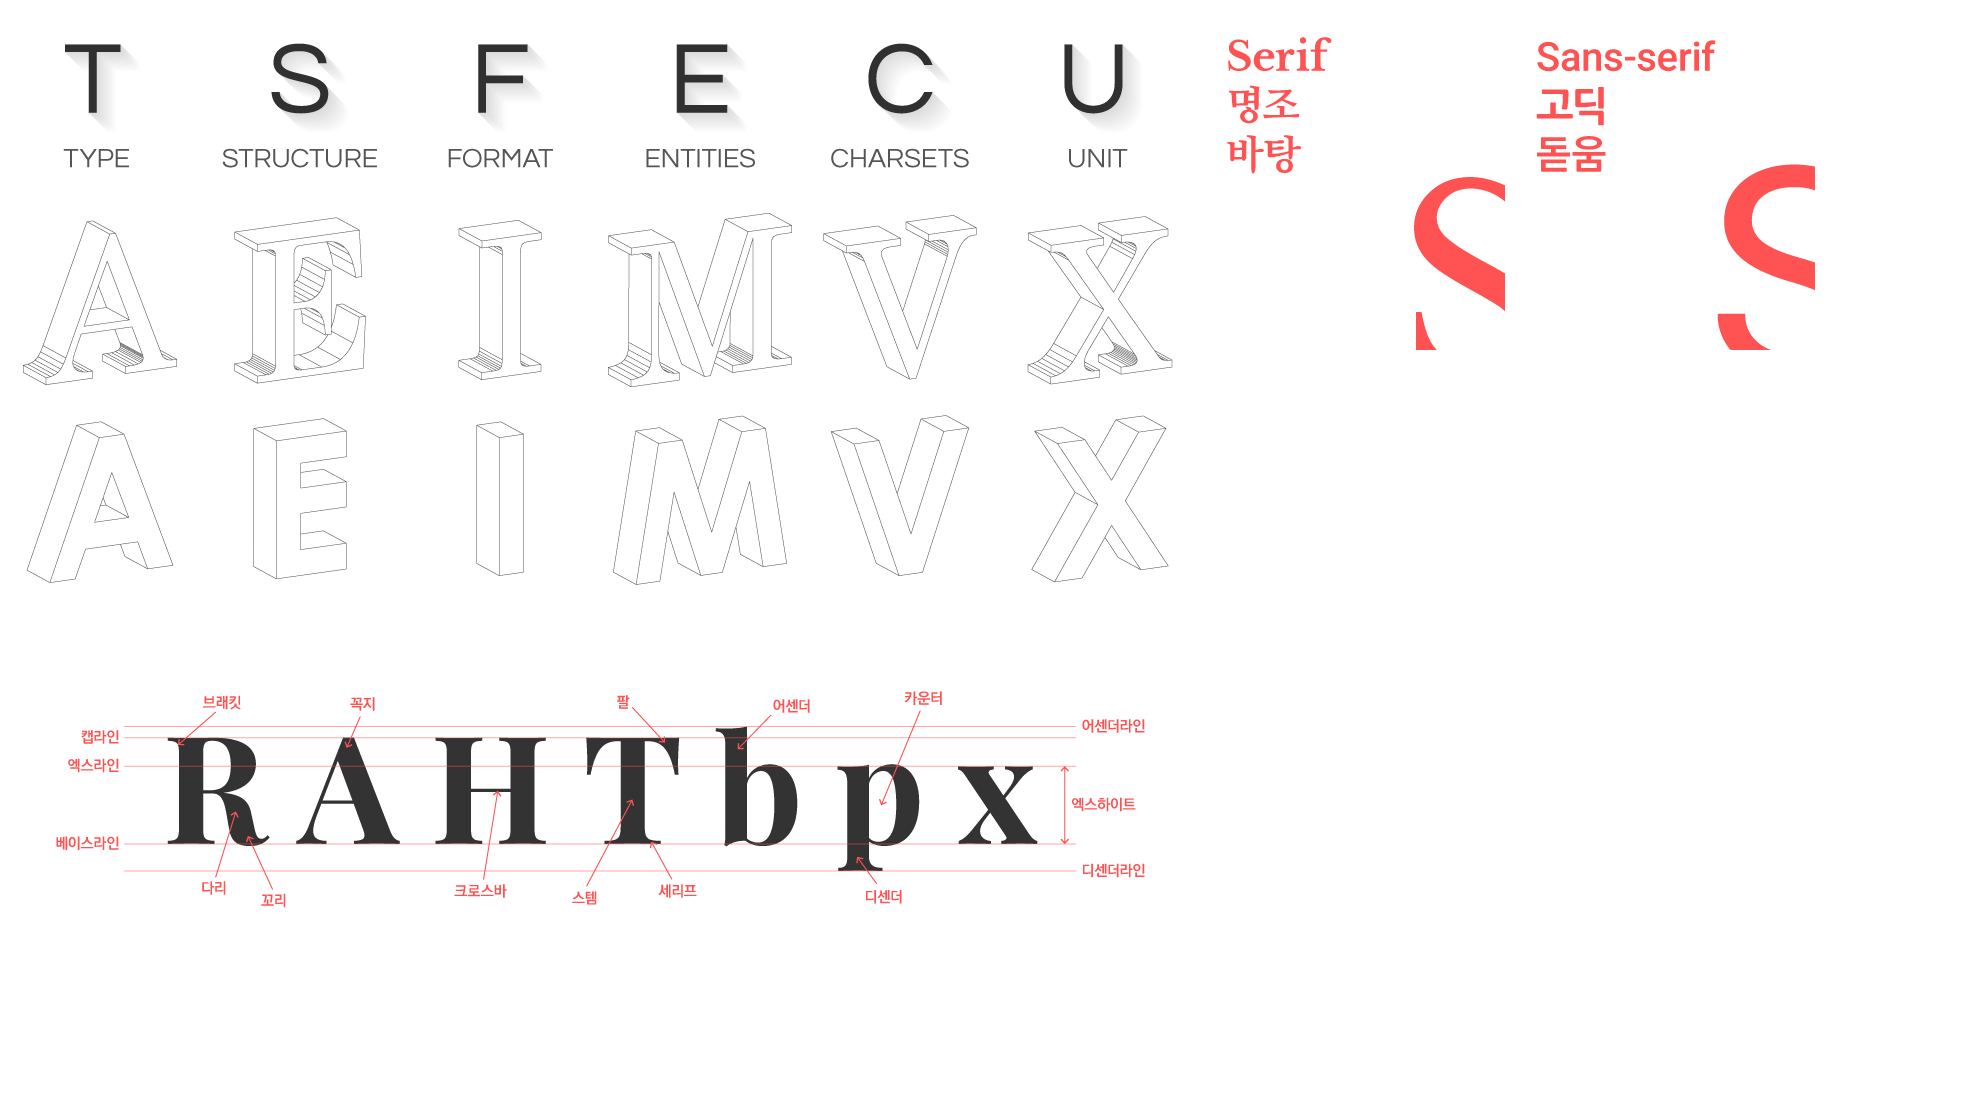 T S F E C U
TYPE STRUCTURE FORMAT ENTITIES CHARSETS UNIT
Serif
명조
바탕
S
Sans-serif
고딕
돋움
S
A E I M V X
A E I M V X
브래킷 꼭지 팔 어센더 카운터
어센더라인
캡라인
엑스라인
R A H T b p x
엑스하이트
베이스라인
디센더라인
다리 꼬리 크로스바 스템 세리프 디센더